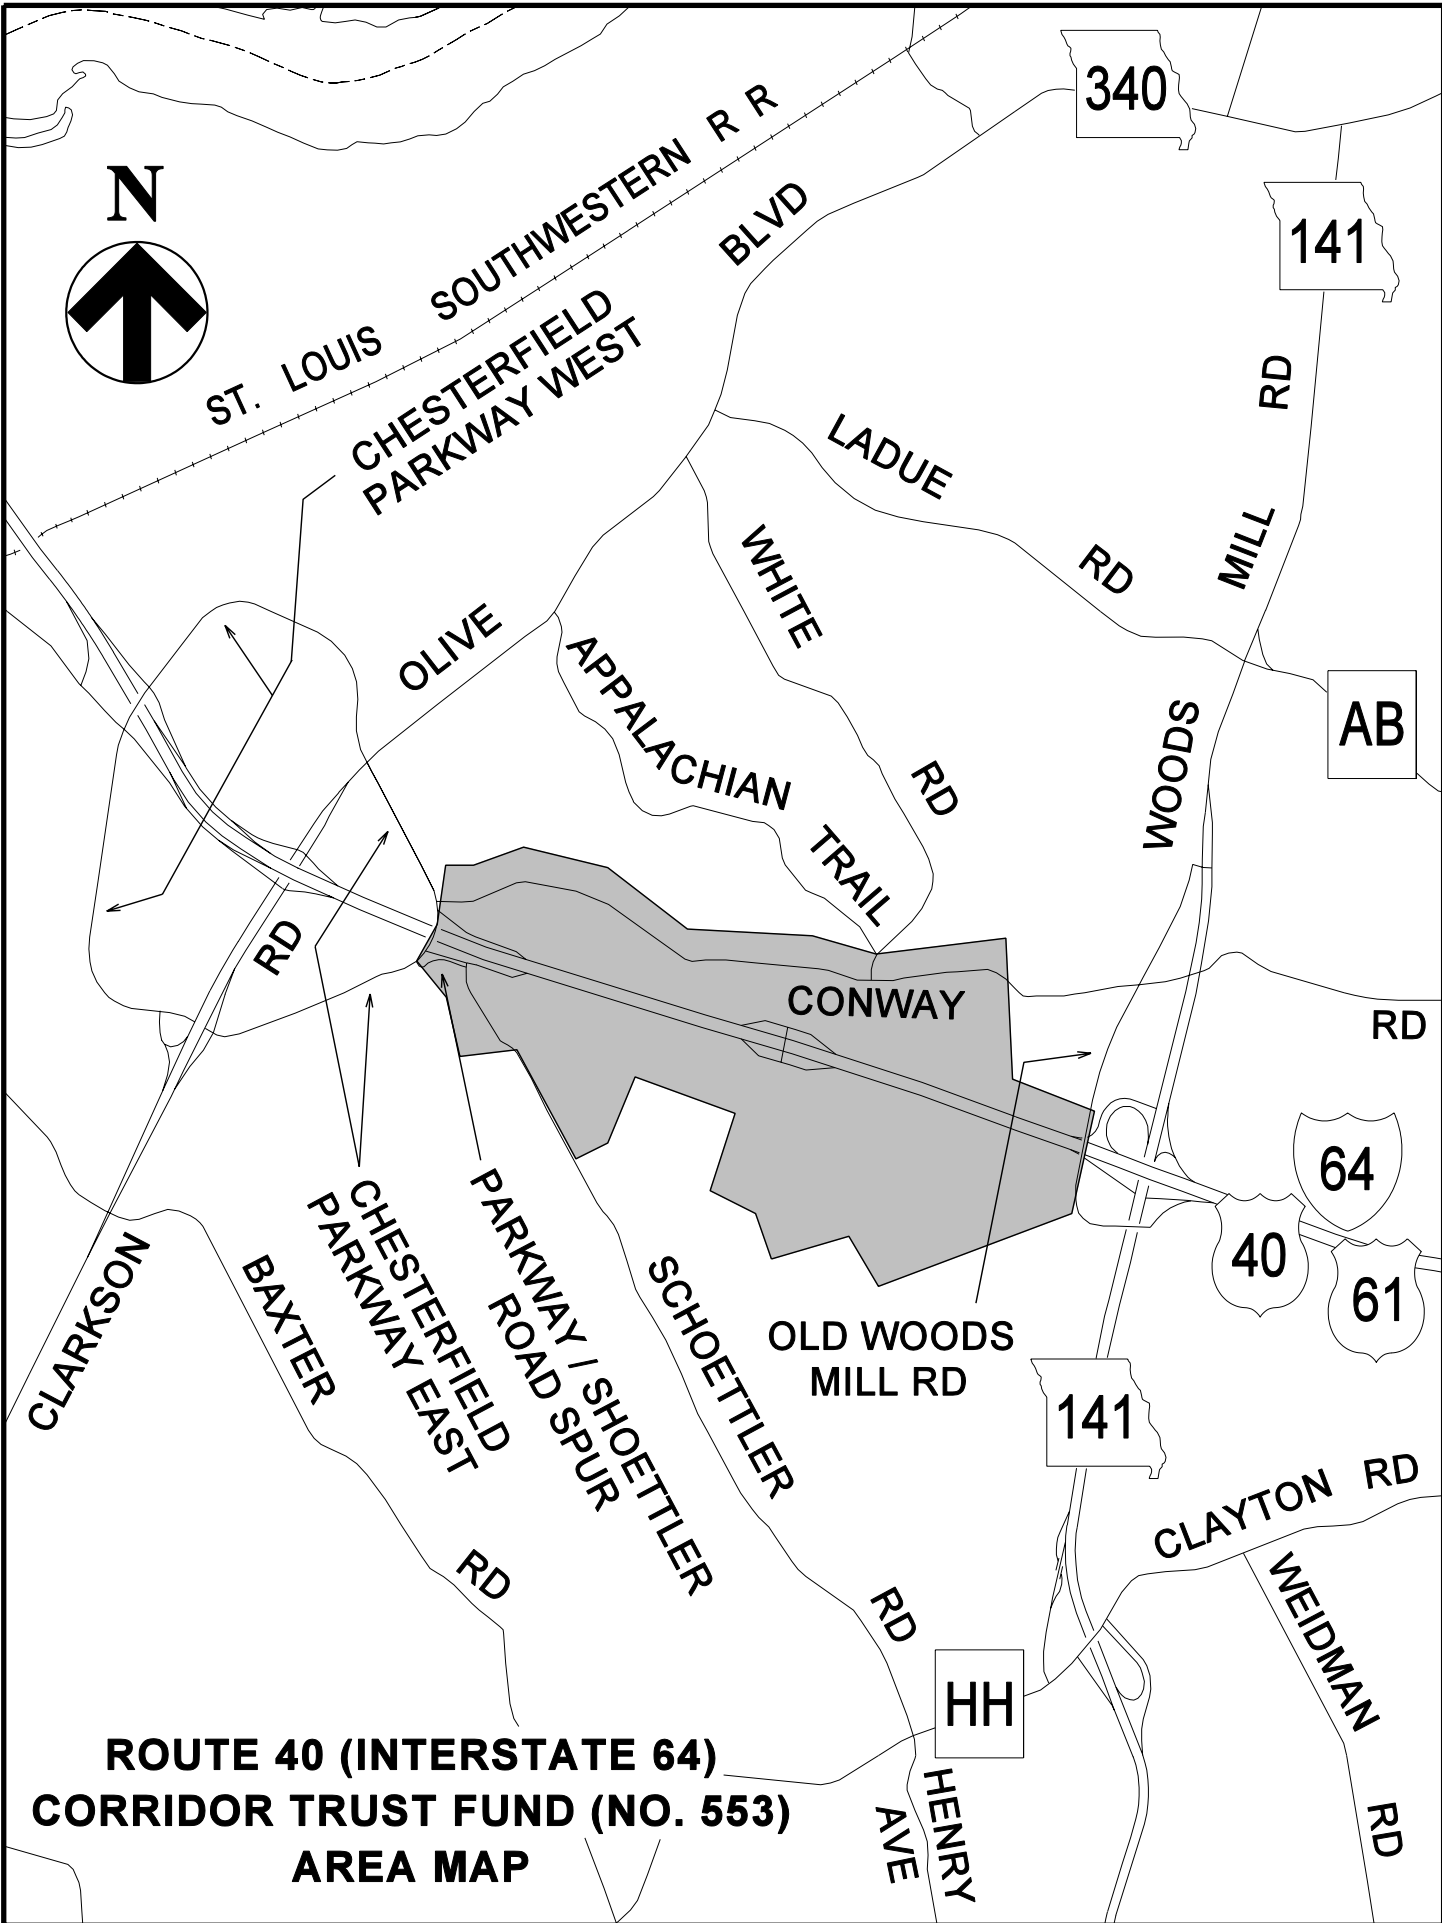 340
N
141
ST. LOUIS SOUTHWESTERN R R
BLVD
CHESTERFIELD
PARKWAY WEST
RD
LADUE
MILL
WHITE
RD
OLIVE
APPALACHIAN
WOODS
AB
RD
TRAIL
RD
CONWAY
RD
64
40
61
CLARKSON
BAXTER
CHESTERFIELD
PARKWAY EAST
PARKWAY / SHOETTLER
ROAD SPUR
SCHOETTLER
OLD WOODS
MILL RD
141
CLAYTON RD
WEIDMAN
RD
RD
HH
HENRY
AVE
RD
ROUTE 40 (INTERSTATE 64)
CORRIDOR TRUST FUND (NO. 553)
AREA MAP